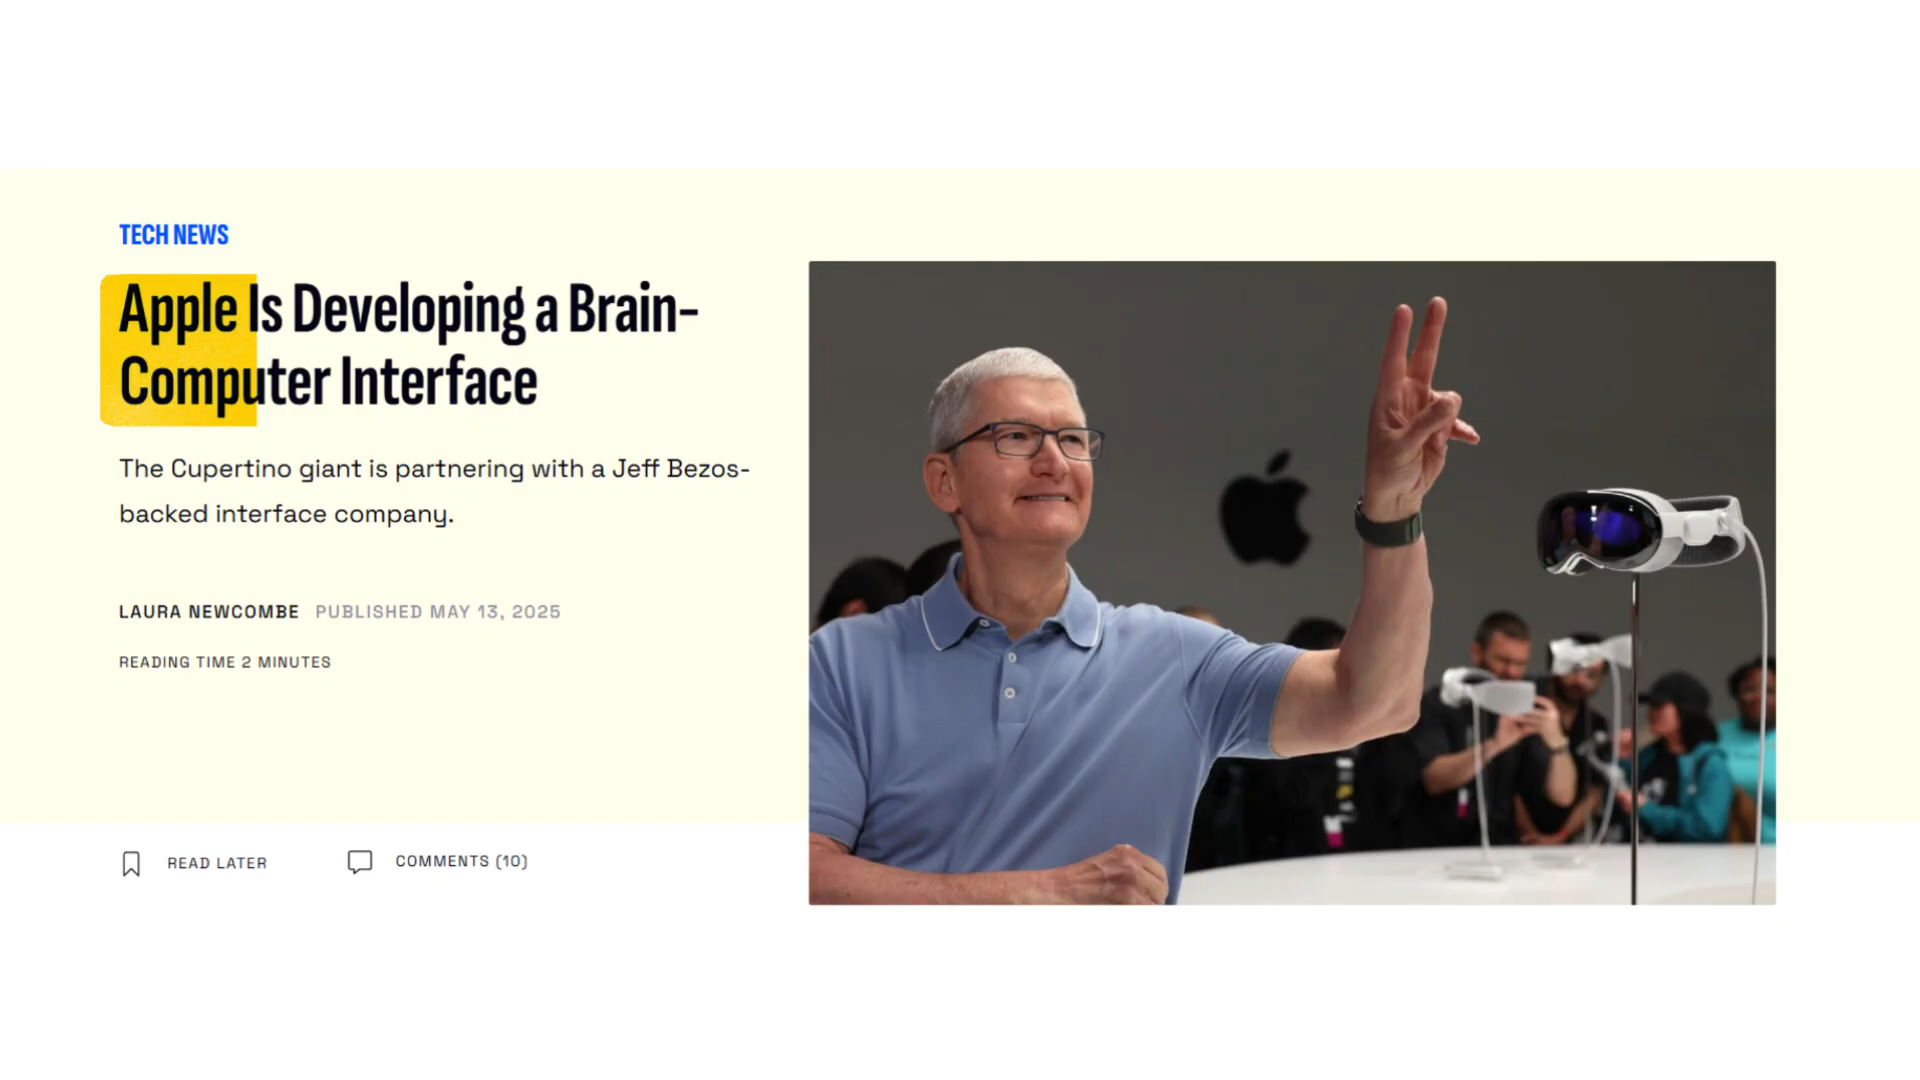 TECH NEWS
Apple Is Developing a Brain-
Computer Interface
The Cupertino giant is partnering with a Jeff Bezos-
backed interface company.
LAURA NEWCOMBE PUBLISHED MAY 13, 2025
READING TIME 2 MINUTES
READ LATER COMMENTS (10)